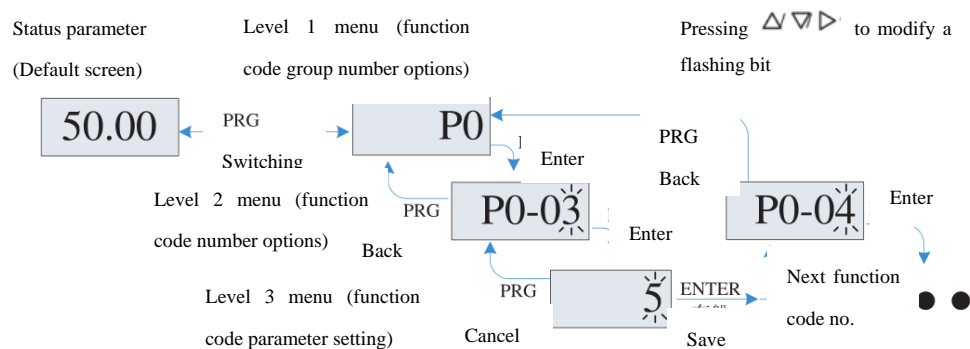 Status parameter
(Default screen)
Level 1 menu (function
code group number options)
Pressing
to modify a
flashing bit
50.00
PRG
Switching
P0
Enter
PRG
Back
Level 2 menu (function
code number options)
PRG
Back
P0-03
Enter
P0-04
Enter
Level 3 menu (function
code parameter setting)
PRG
Cancel
5
ENTER
Save
Next function
code no.